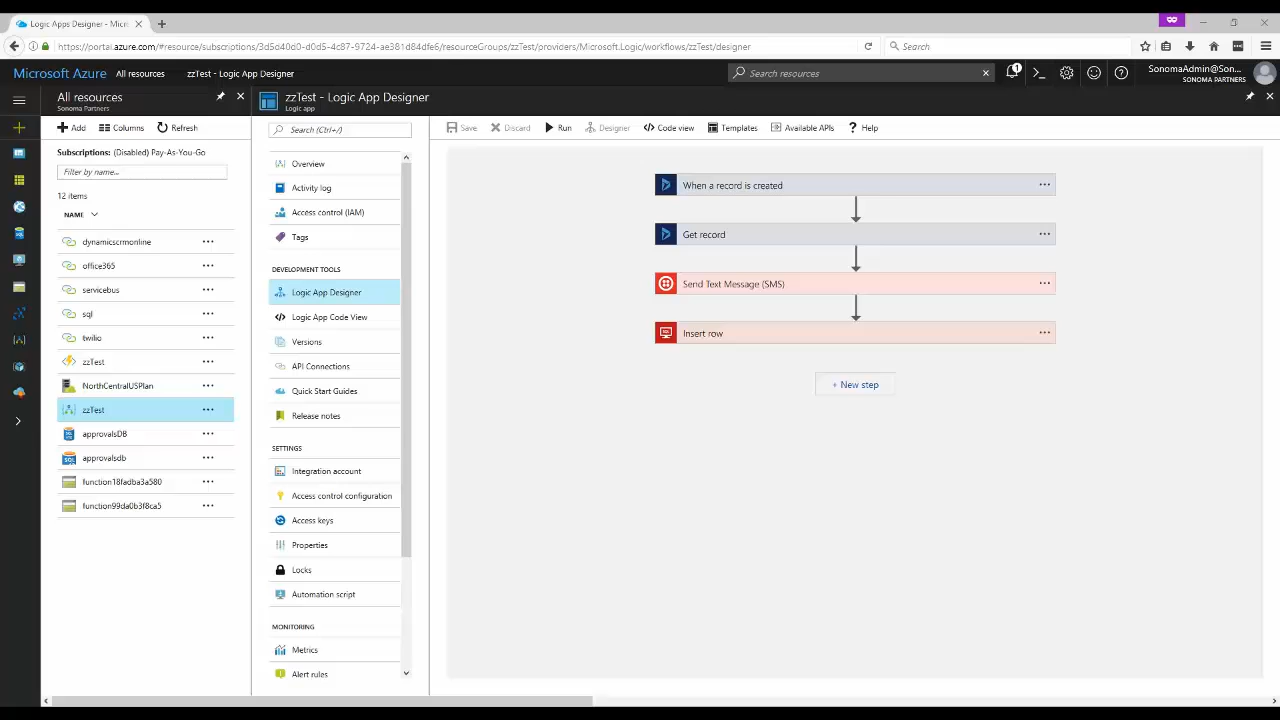 Logic Apps Designer - Micr
https://portal.azure.com/#resource/subscriptions/3d5d40d0-d0d5-4c87-9724-ae381d84dfe6/resourceGroups/zzTest/providers/Microsoft.Logic/workflows/zzTest/designer
Search
Microsoft Azure
All resources
zzTest - Logic App Designer
Search resources
1
SonomaAdmin@Son...
SONOMA PARTNERS
All resources
Sonoma Partners
zzTest - Logic App Designer
Logic app
Add
Columns
Refresh
Search (Ctrl+/)
Save
Discard
Run
Designer
Code view
Templates
Available APIs
Help
Subscriptions: (Disabled) Pay-As-You-Go
Filter by name...
12 items
NAME
dynamicscrmonline
office365
servicebus
sql
twilio
zzTest
NorthCentralUSPlan
zzTest
approvalsDB
approvalsdb
function18fadba3a580
function99da0b3f8ca5
Overview
Activity log
Access control (IAM)
Tags
DEVELOPMENT TOOLS
Logic App Designer
Logic App Code View
Versions
API Connections
Quick Start Guides
Release notes
SETTINGS
Integration account
Access control configuration
Access keys
Properties
Locks
Automation script
MONITORING
Metrics
Alert rules
When a record is created
Get record
Send Text Message (SMS)
Insert row
+ New step